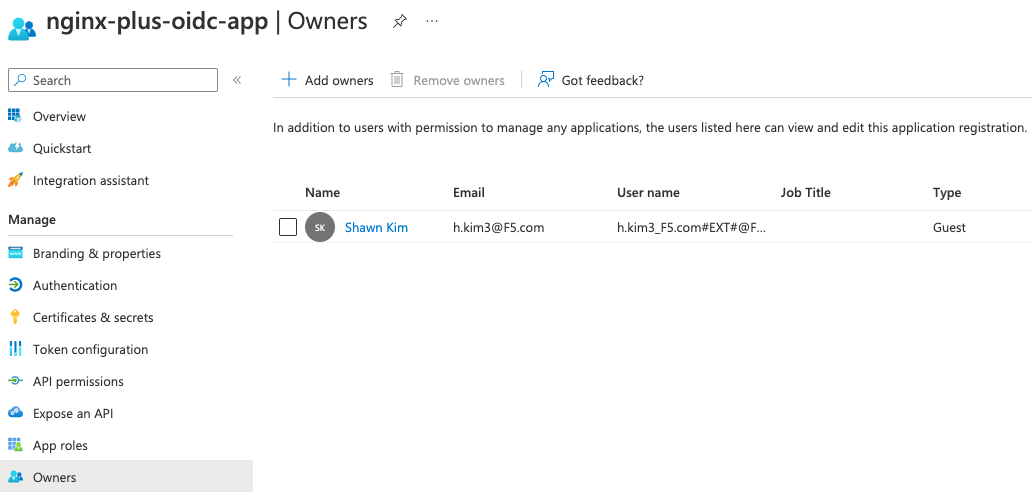 nginx-plus-oidc-app | Owners ...
Search «
Overview
Quickstart
Integration assistant
Manage
Branding & properties
Authentication
Certificates & secrets
Token configuration
API permissions
Expose an API
App roles
Owners
Add owners Remove owners Got feedback?
In addition to users with permission to manage any applications, the users listed here can view and edit this application registration.
Name Email User name Job Title Type
SK Shawn Kim h.kim3@F5.com h.kim3_F5.com#EXT#@F... Guest